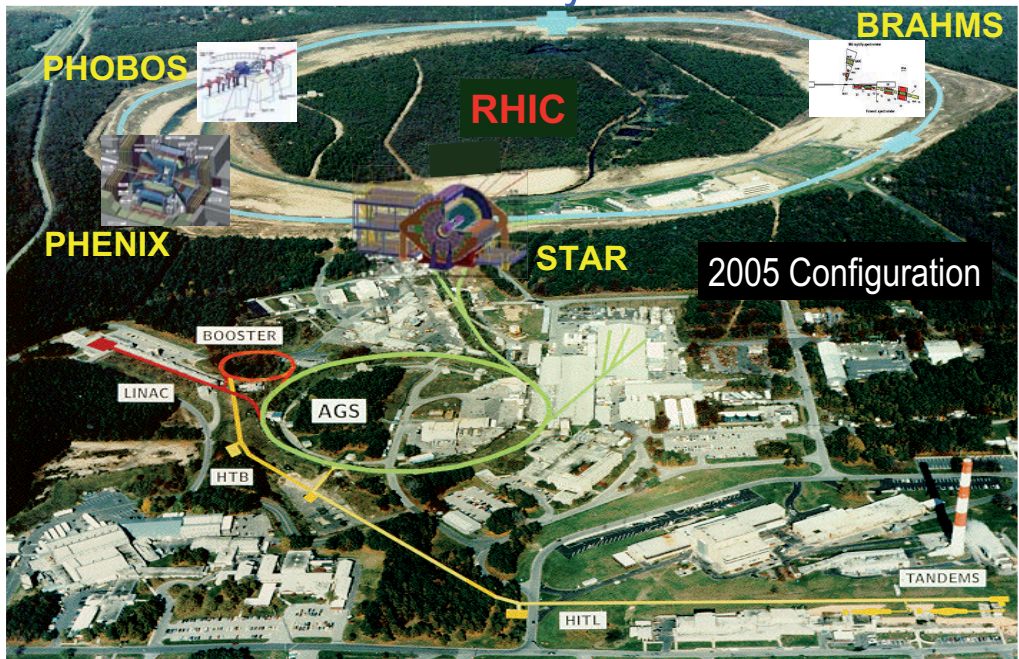 BRAHMS
PHOBOS
RHIC
PHENIX
STAR
2005 Configuration
BOOSTER
LINAC
AGS
HTB
TANDEMS
HITL